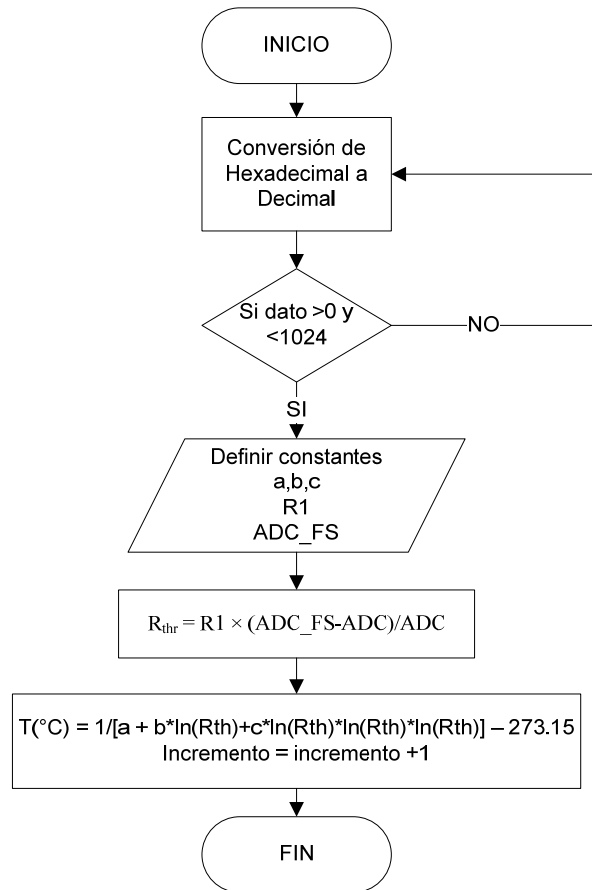 INICIO
Conversión de
Hexadecimal a
Decimal
Si dato >0 y
<1024
NO
SI
Definir constantes
a,b,c
R1
ADC_FS
Rthr = R1 × (ADC_FS-ADC)/ADC
T(°C) = 1/[a + b*ln(Rth)+c*ln(Rth)*ln(Rth)*ln(Rth)] – 273.15
Incremento = incremento +1
FIN